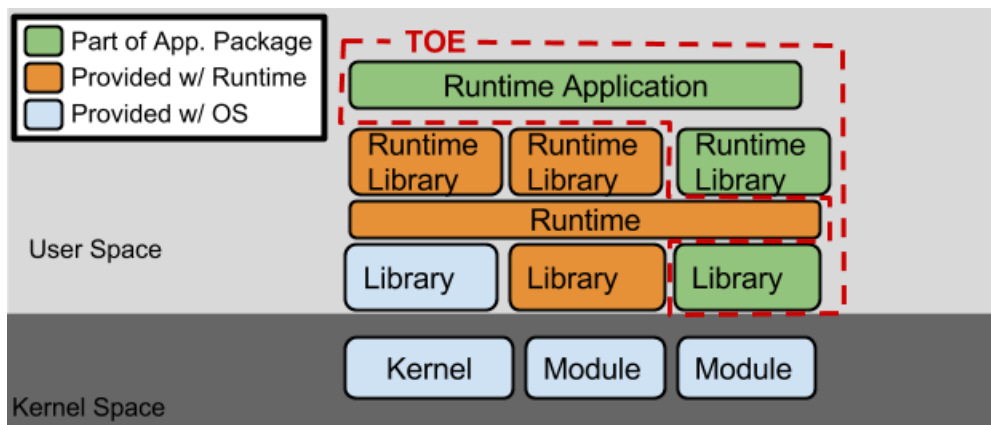 Part of App. Package
Provided w/ Runtime
Provided w/ OS
TOE
Runtime Application
Runtime
Library
Runtime
Library
Runtime
Library
Runtime
User Space
Library
Library
Library
Kernel
Module
Module
Kernel Space